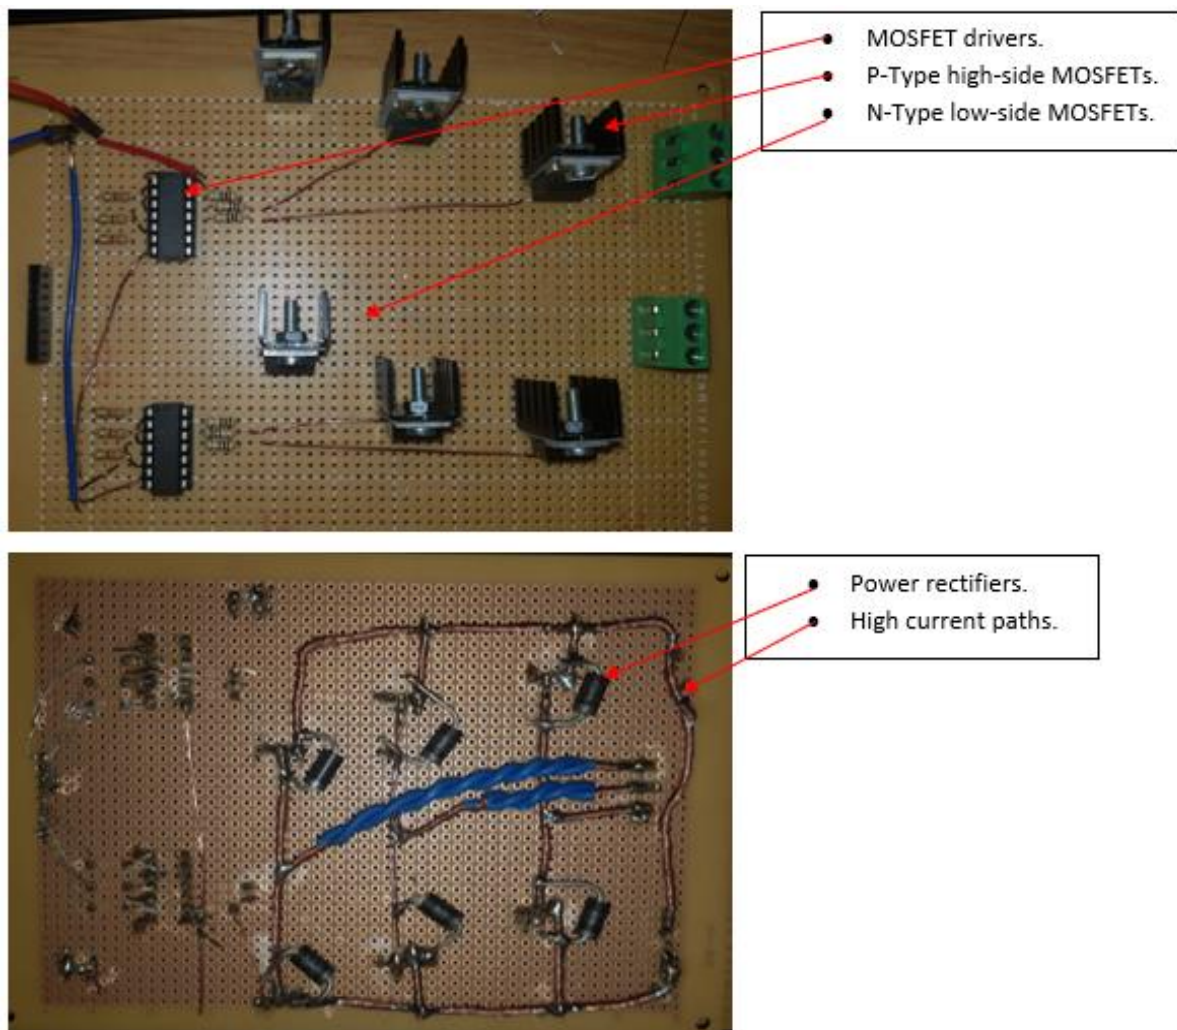 MOSFET drivers.
P-Type high-side MOSFETs.
N-Type low-side MOSFETs.
Power rectifiers.
High current paths.